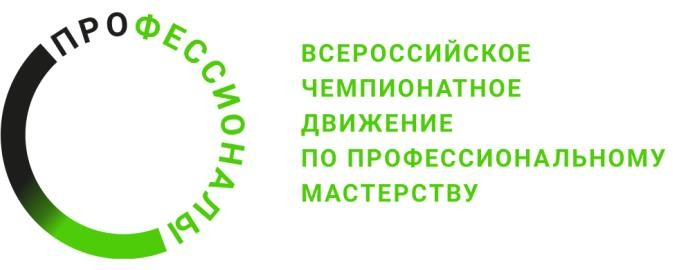 ПРОФЕССИОНАЛЫ
ВСЕРОССИЙСКОЕ
ЧЕМПИОНАТНОЕ
ДВИЖЕНИЕ
ПО ПРОФЕССИОНАЛЬНОМУ
МАСТЕРСТВУ